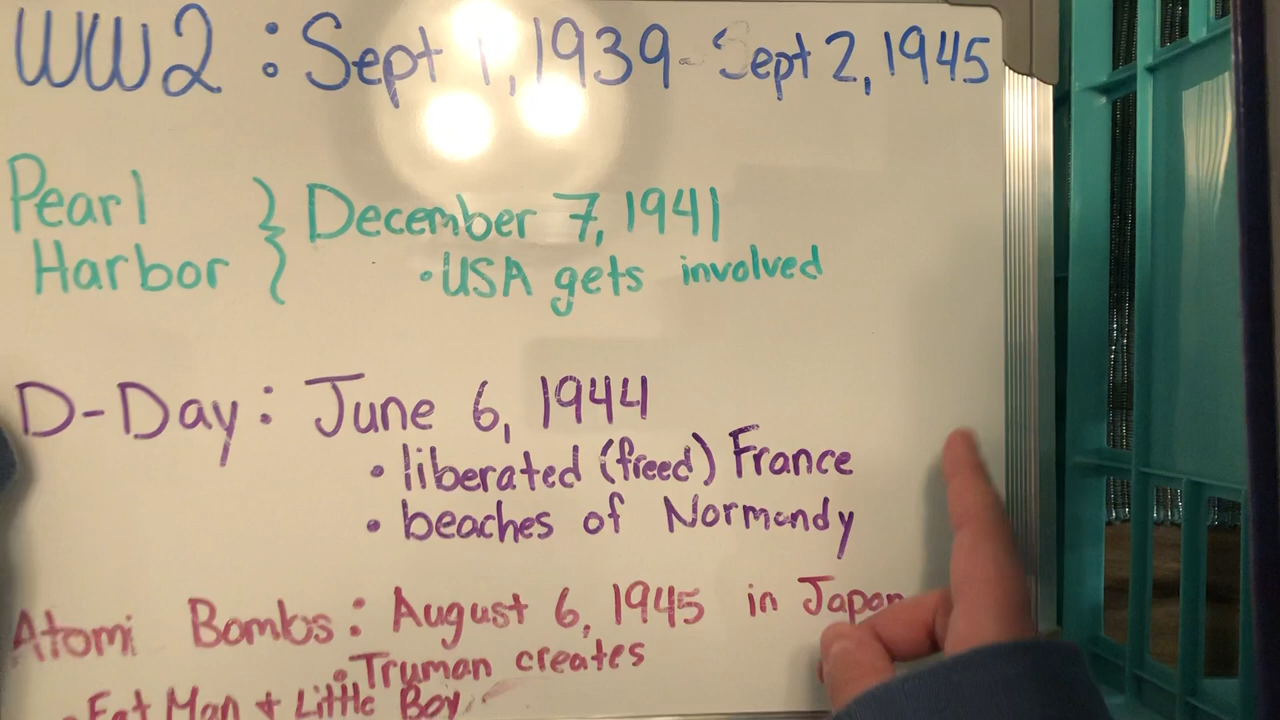 WW2 : Sept 1, 1939 - Sept 2, 1945
Pearl Harbor } December 7, 1941
• USA gets involved
D-Day : June 6, 1944
• liberated (freed) France
• beaches of Normandy
Atomi Bombs : August 6, 1945 in Japan
• Truman creates
• Fat Man + Little Boy